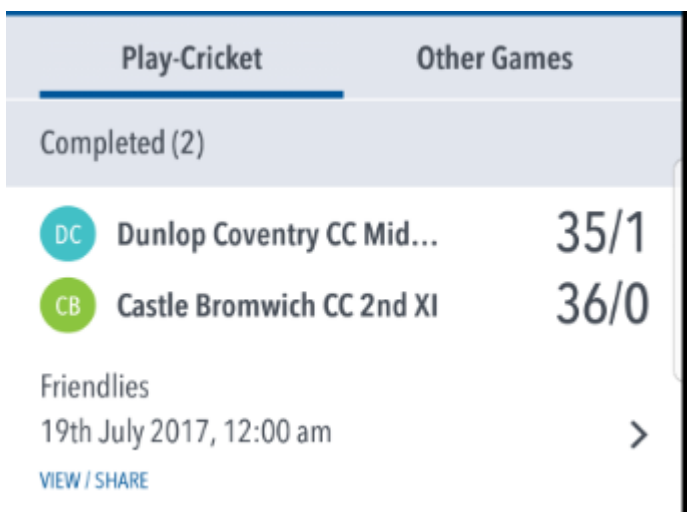 Play-Cricket Other Games
Completed (2)
DC Dunlop Coventry CC Mid... 35/1
CB Castle Bromwich CC 2nd XI 36/0
Friendlies
19th July 2017, 12:00 am
VIEW / SHARE